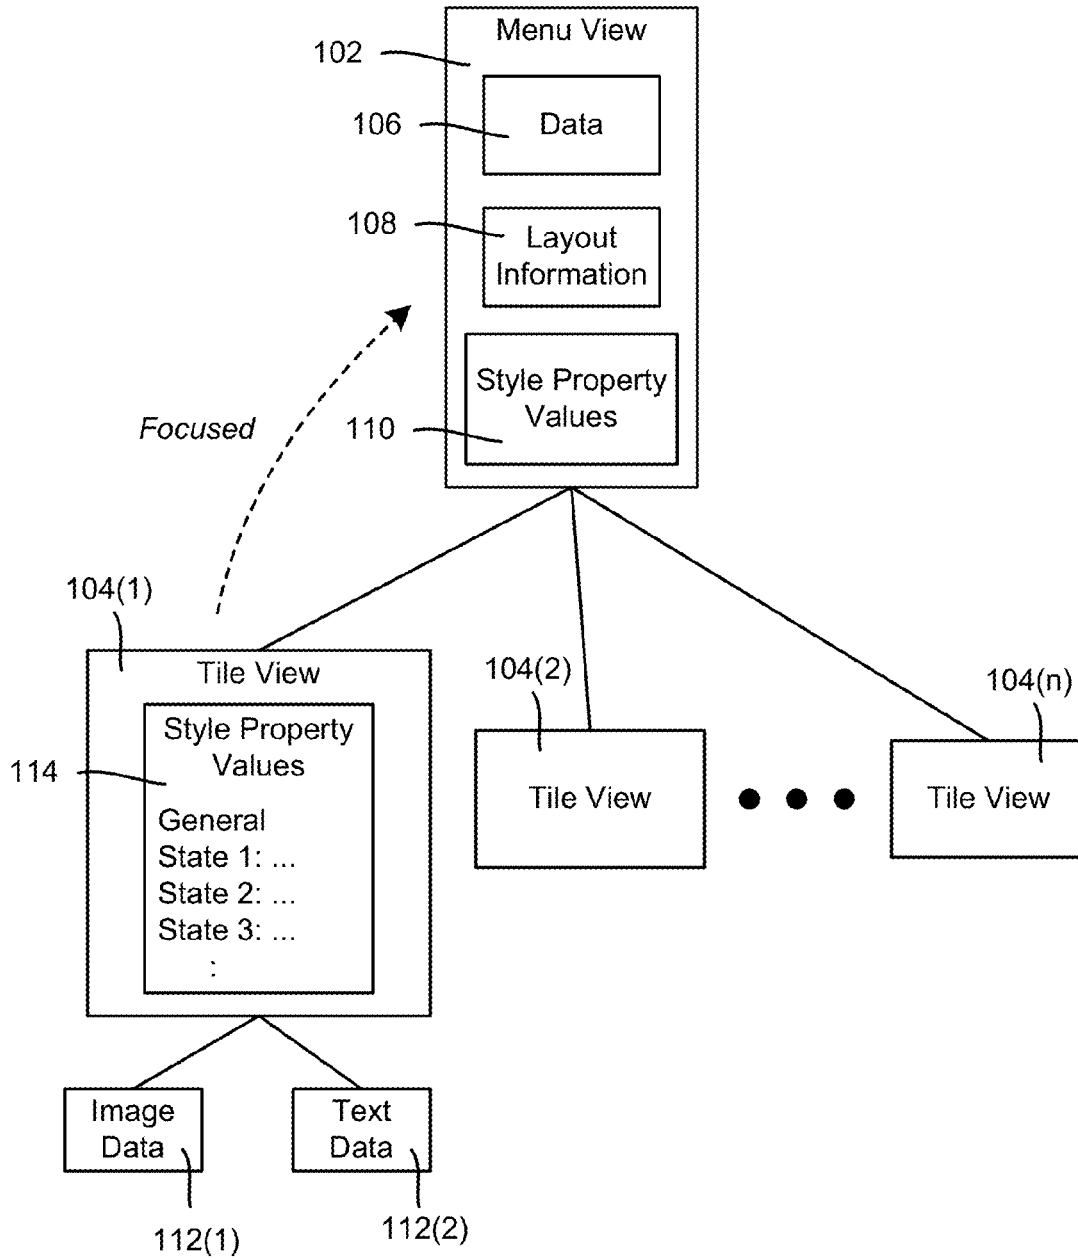 Menu View
102
Data
106
108
Layout
Information
Style Property
Values
110
Focused
104(1)
Tile View
Style Property
Values
114
General
State 1: ...
State 2: ...
State 3: ...
:
104(2)
Tile View
104(n)
Tile View
Image
Data
Text
Data
112(1)
112(2)